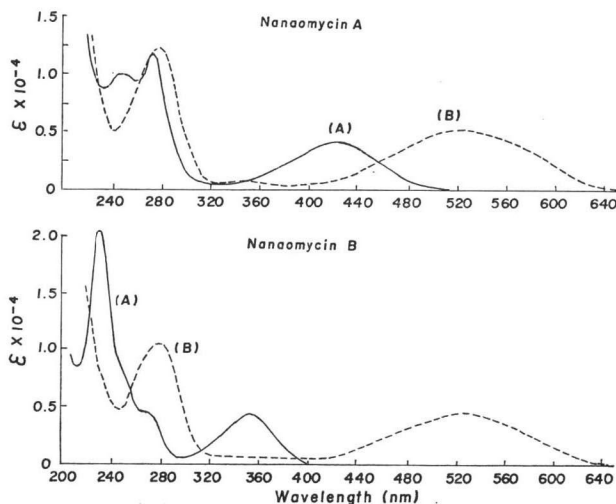 Nanaomycin A
1.5
1.0
0.5
0
ε X 10⁻⁴
(A)
(B)
240 280 320 360 400 440 480 520 560 600 640
Nanaomycin B
2.0
1.5
1.0
0.5
0
ε X 10⁻⁴
(A)
(B)
200 240 280 320 360 400 440 480 520 560 600 640
Wavelength (nm)